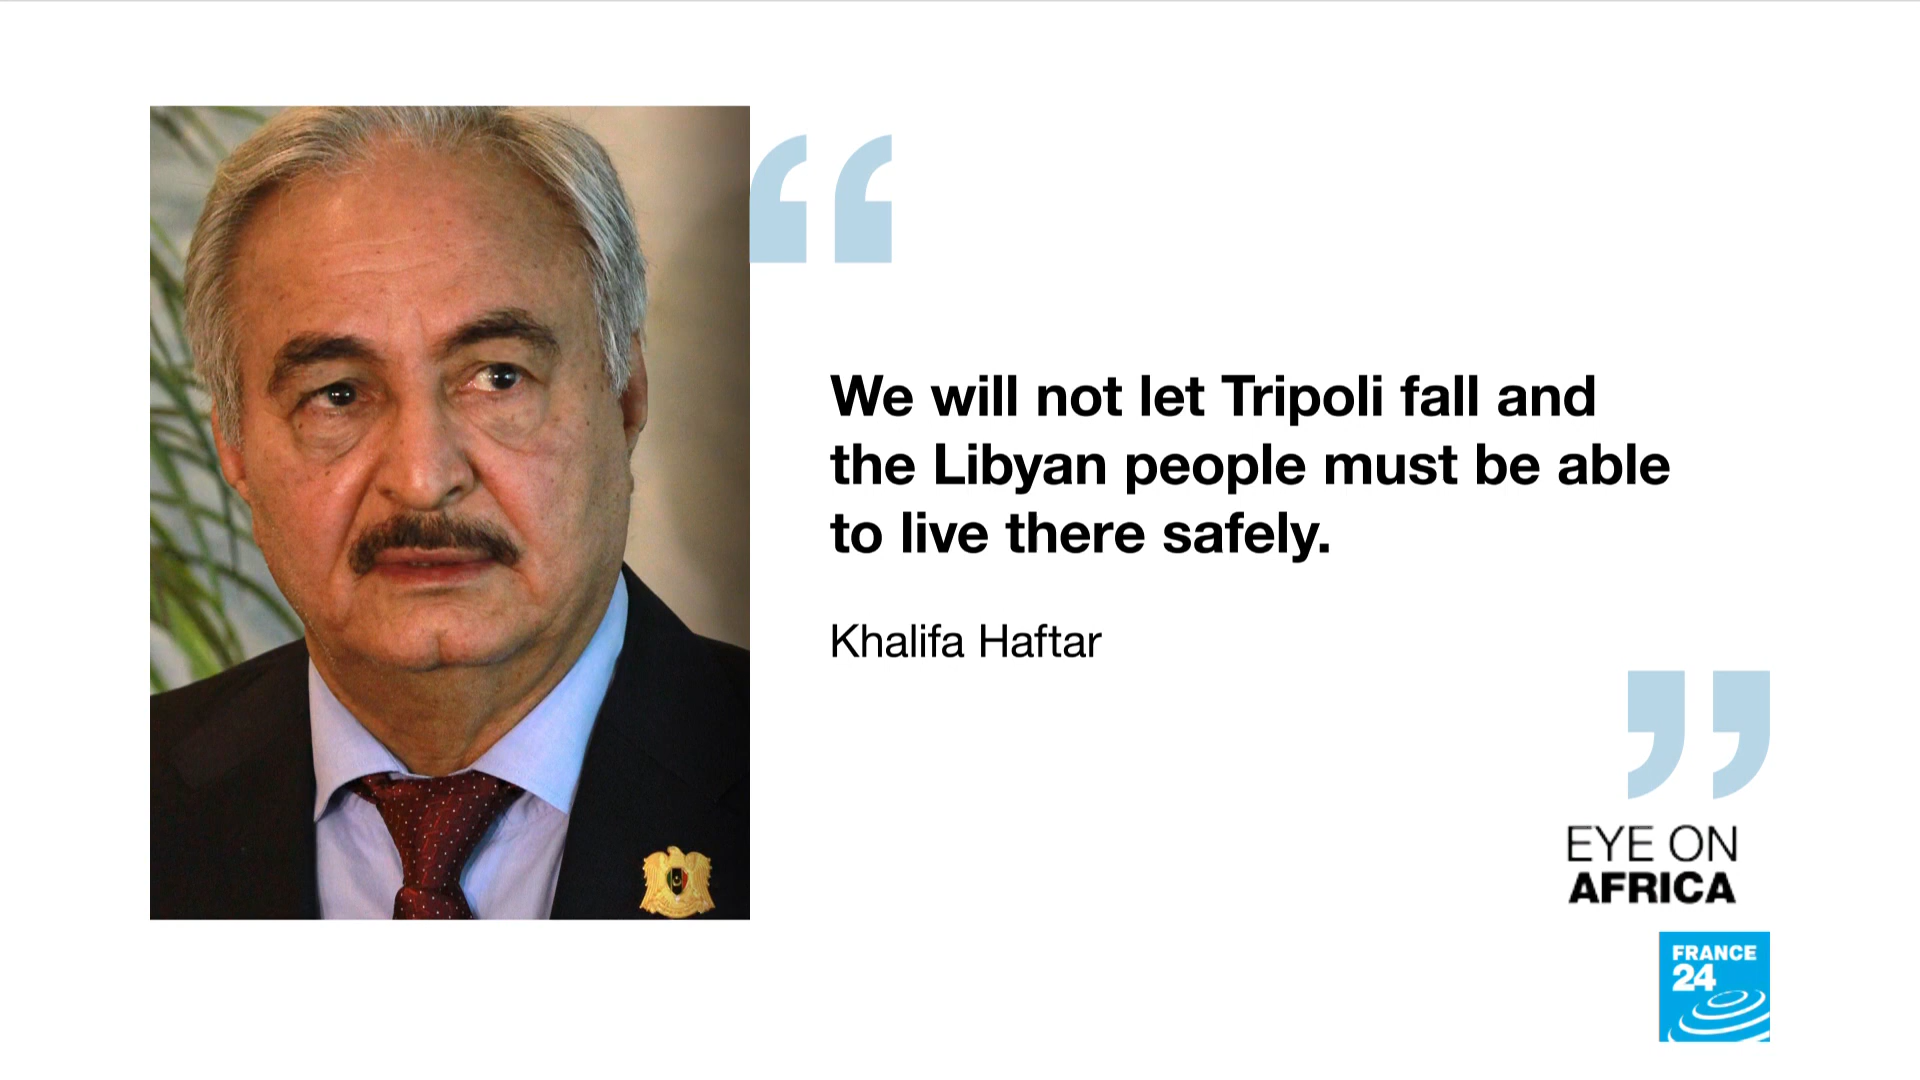 We will not let Tripoli fall and
the Libyan people must be able
to live there safely.
Khalifa Haftar
EYE ON
AFRICA
FRANCE
24